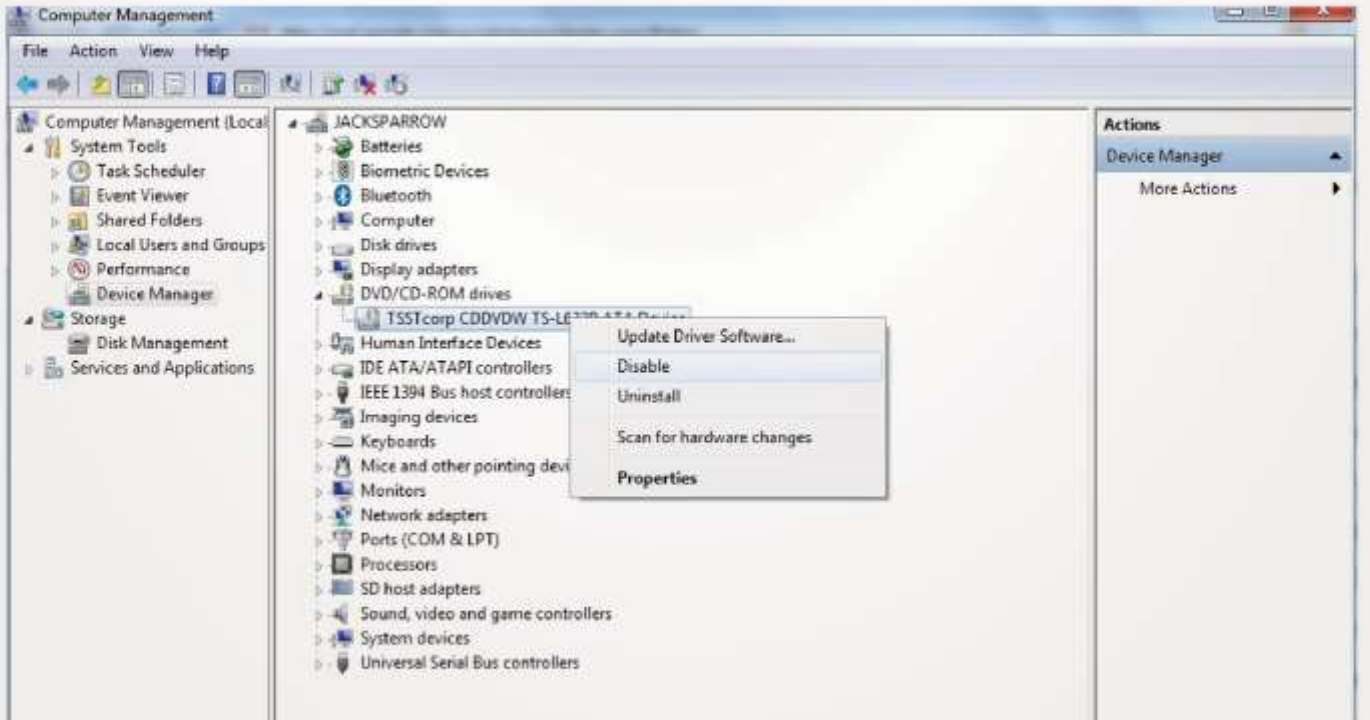 Computer Management
File Action View Help
Computer Management (Local
System Tools
Task Scheduler
Event Viewer
Shared Folders
Local Users and Groups
Performance
Device Manager
Storage
Disk Management
Services and Applications
JACKSPARROW
Batteries
Biometric Devices
Bluetooth
Computer
Disk drives
Display adapters
DVD/CD-ROM drives
TSSTcorp CDDVDW ATA Device
Human Interface Devices
IDE ATA/ATAPI controllers
IEEE 1394 Bus host controllers
Imaging devices
Keyboards
Mice and other pointing devi
Monitors
Network adapters
Ports (COM & LPT)
Processors
SD host adapters
Sound, video and game controllers
System devices
Universal Serial Bus controllers
Update Driver Software...
Disable
Uninstall
Scan for hardware changes
Properties
Actions
Device Manager
More Actions